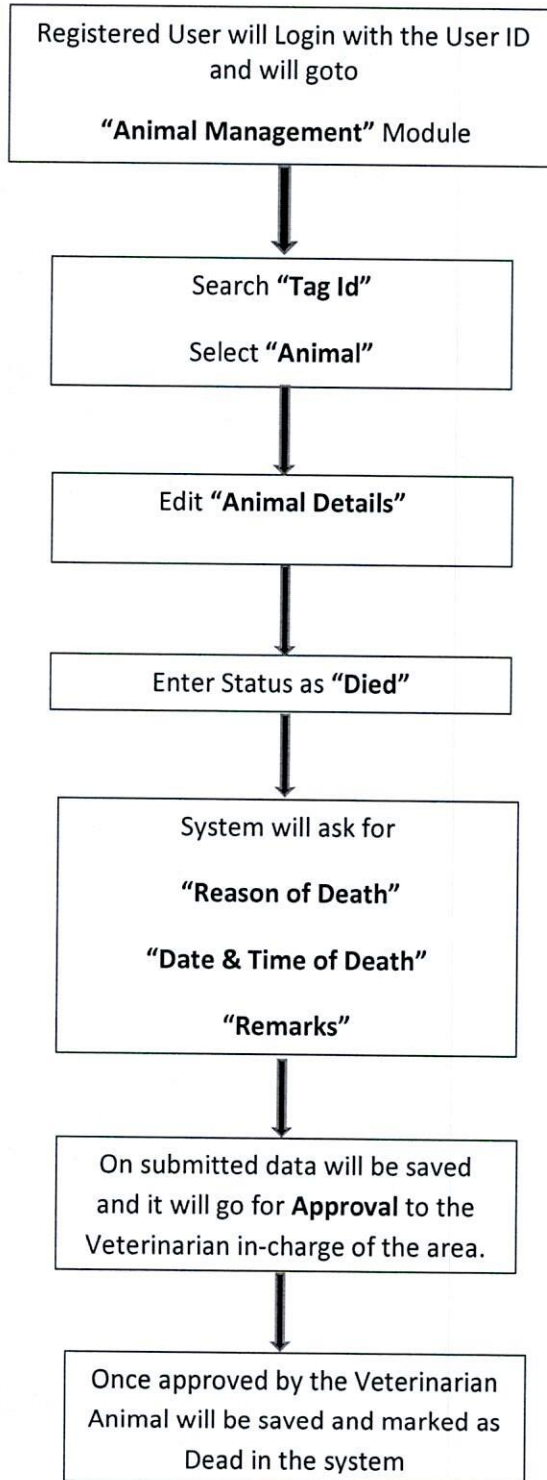 Registered User will Login with the User ID
and will goto
“Animal Management” Module
Search “Tag Id”
Select “Animal”
Edit “Animal Details”
Enter Status as “Died”
System will ask for
“Reason of Death”
“Date & Time of Death”
“Remarks”
On submitted data will be saved
and it will go for Approval to the
Veterinarian in-charge of the area.
Once approved by the Veterinarian
Animal will be saved and marked as
Dead in the system